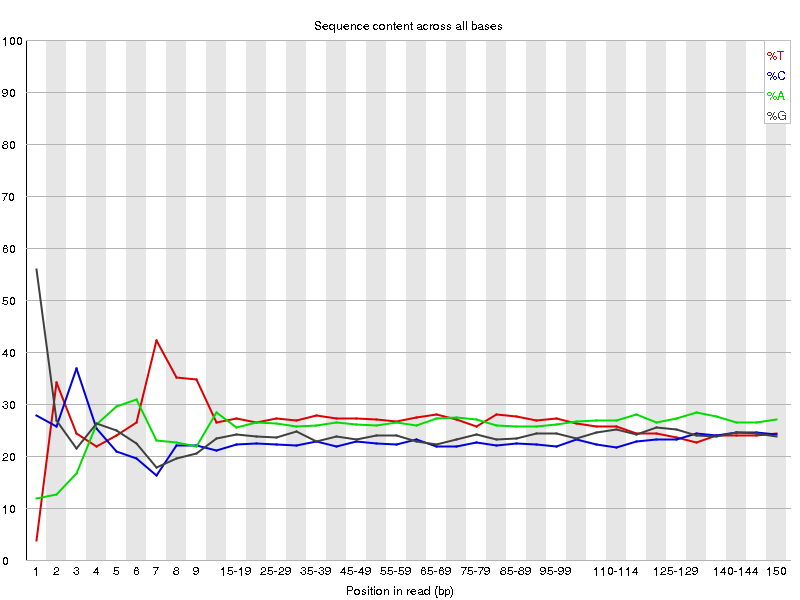 Sequence content across all bases
100
90
80
70
60
50
40
30
20
10
0
%T
%C
%A
%G
1 2 3 4 5 6 7 8 9 15-19 25-29 35-39 45-49 55-59 65-69 75-79 85-89 95-99 110-114 125-129 140-144 150
Position in read (bp)